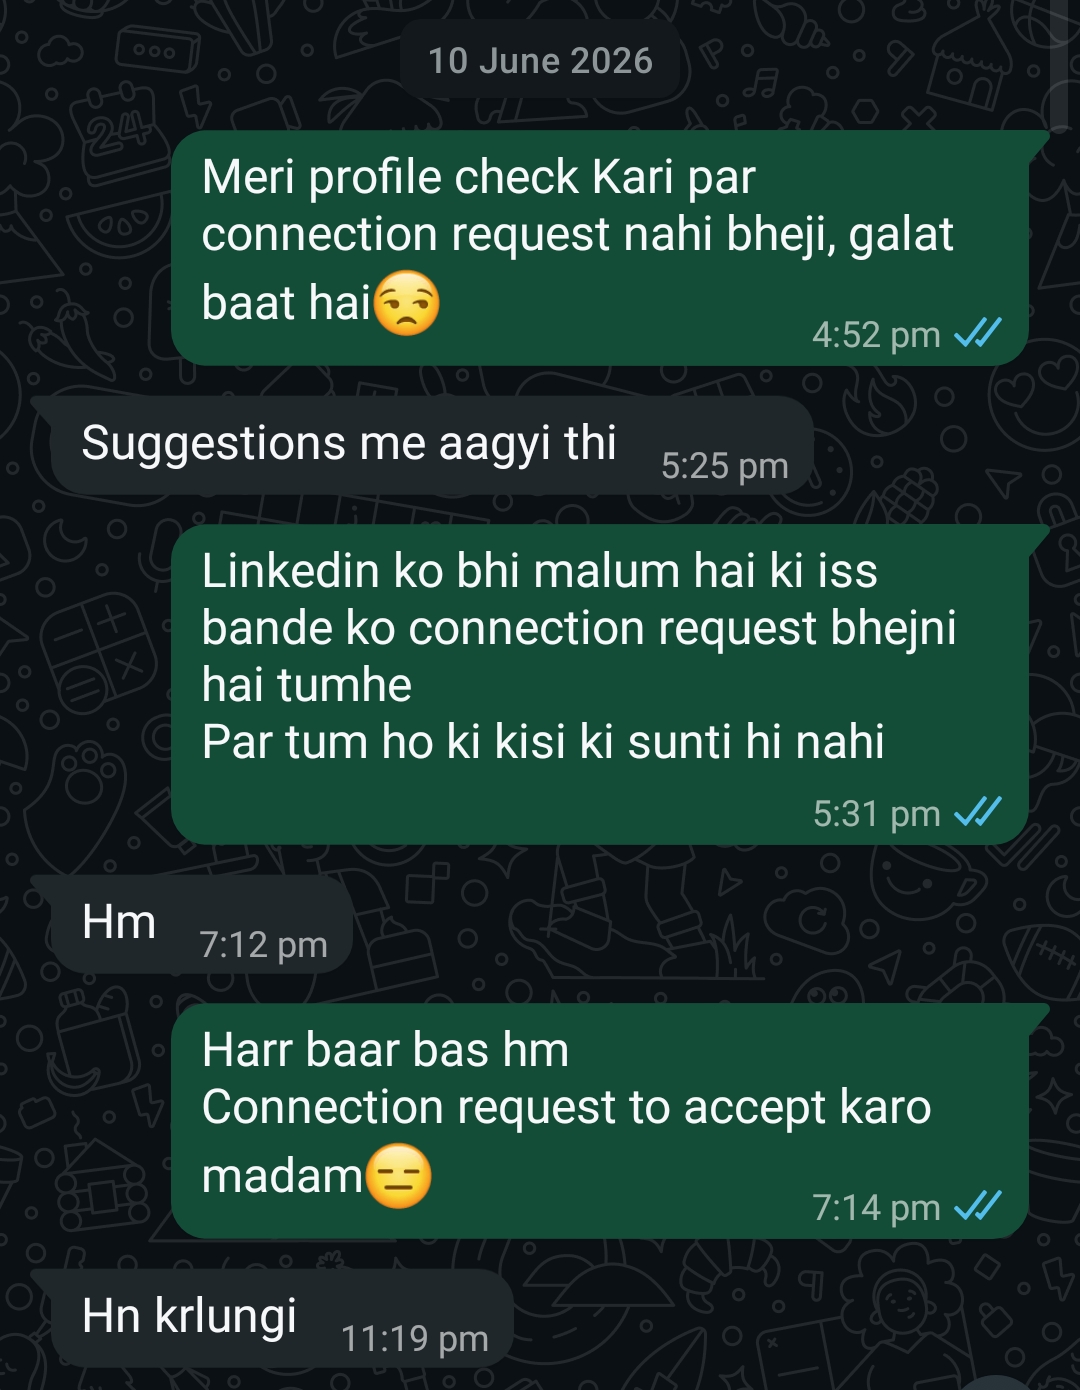 10 June 2026
Meri profile check Kari par
connection request nahi bheji, galat
baat hai😒
4:52 pm
Suggestions me aagyi thi
5:25 pm
Linkedin ko bhi malum hai ki iss
bande ko connection request bhejni
hai tumhe
Par tum ho ki kisi ki sunti hi nahi
5:31 pm
Hm
7:12 pm
Harr baar bas hm
Connection request to accept karo
madam😑
7:14 pm
Hn krlungi
11:19 pm